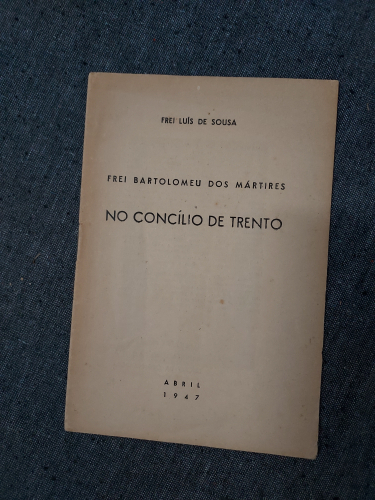 FREI LUÍS DE SOUSA
FREI BARTOLOMEU DOS MÁRTIRES
NO CONCÍLIO DE TRENTO
ABRIL
1947